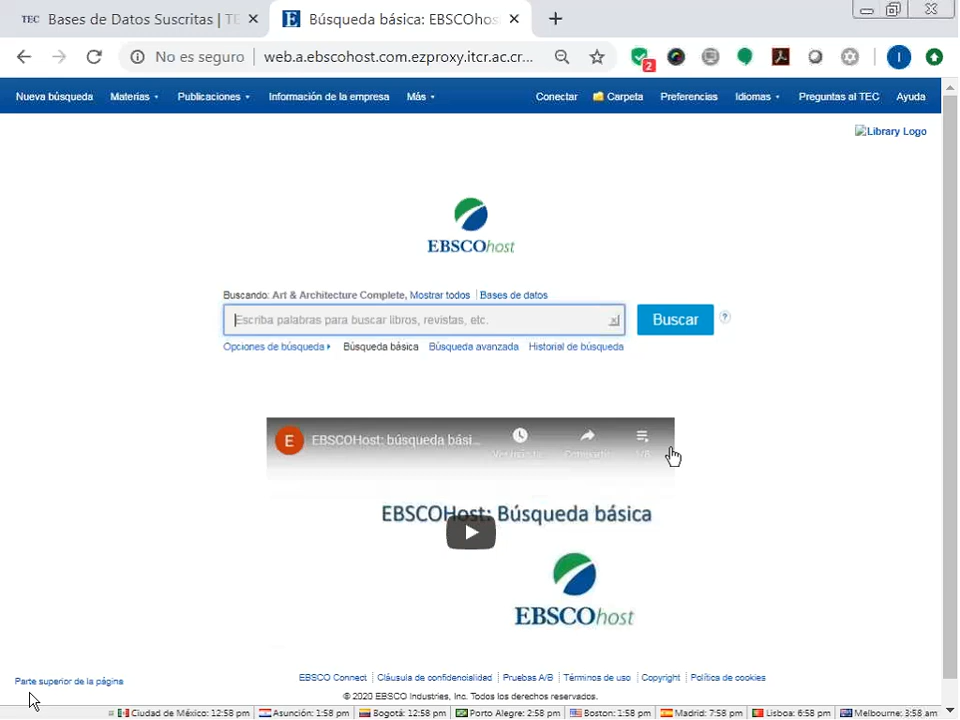 TEC Bases de Datos Suscritas | TE
Búsqueda básica: EBSCOhos
No es seguro
web.a.ebscohost.com.ezproxy.itcr.ac.cr...
2
I
Nueva búsqueda Materias Publicaciones Información de la empresa Más Conectar Carpeta Preferencias Idiomas Preguntas al TEC Ayuda
Library Logo
EBSCOhost
Buscando: Art & Architecture Complete, Mostrar todos | Bases de datos
Escriba palabras para buscar libros, revistas, etc.
Buscar
?
Opciones de búsqueda Búsqueda básica Búsqueda avanzada Historial de búsqueda
E EBSCOHost: búsqueda bási...
EBSCOHost: Búsqueda básica
EBSCOhost
Parte superior de la página
EBSCO Connect | Cláusula de confidencialidad | Pruebas A/B | Términos de uso | Copyright | Política de cookies
© 2020 EBSCO Industries, Inc. Todos los derechos reservados.
Ciudad de México: 12:58 pm Asunción: 1:58 pm Bogotá: 12:58 pm Porto Alegre: 2:58 pm Boston: 1:58 pm Madrid: 7:58 pm Lisboa: 6:58 pm Melbourne: 3:58 am